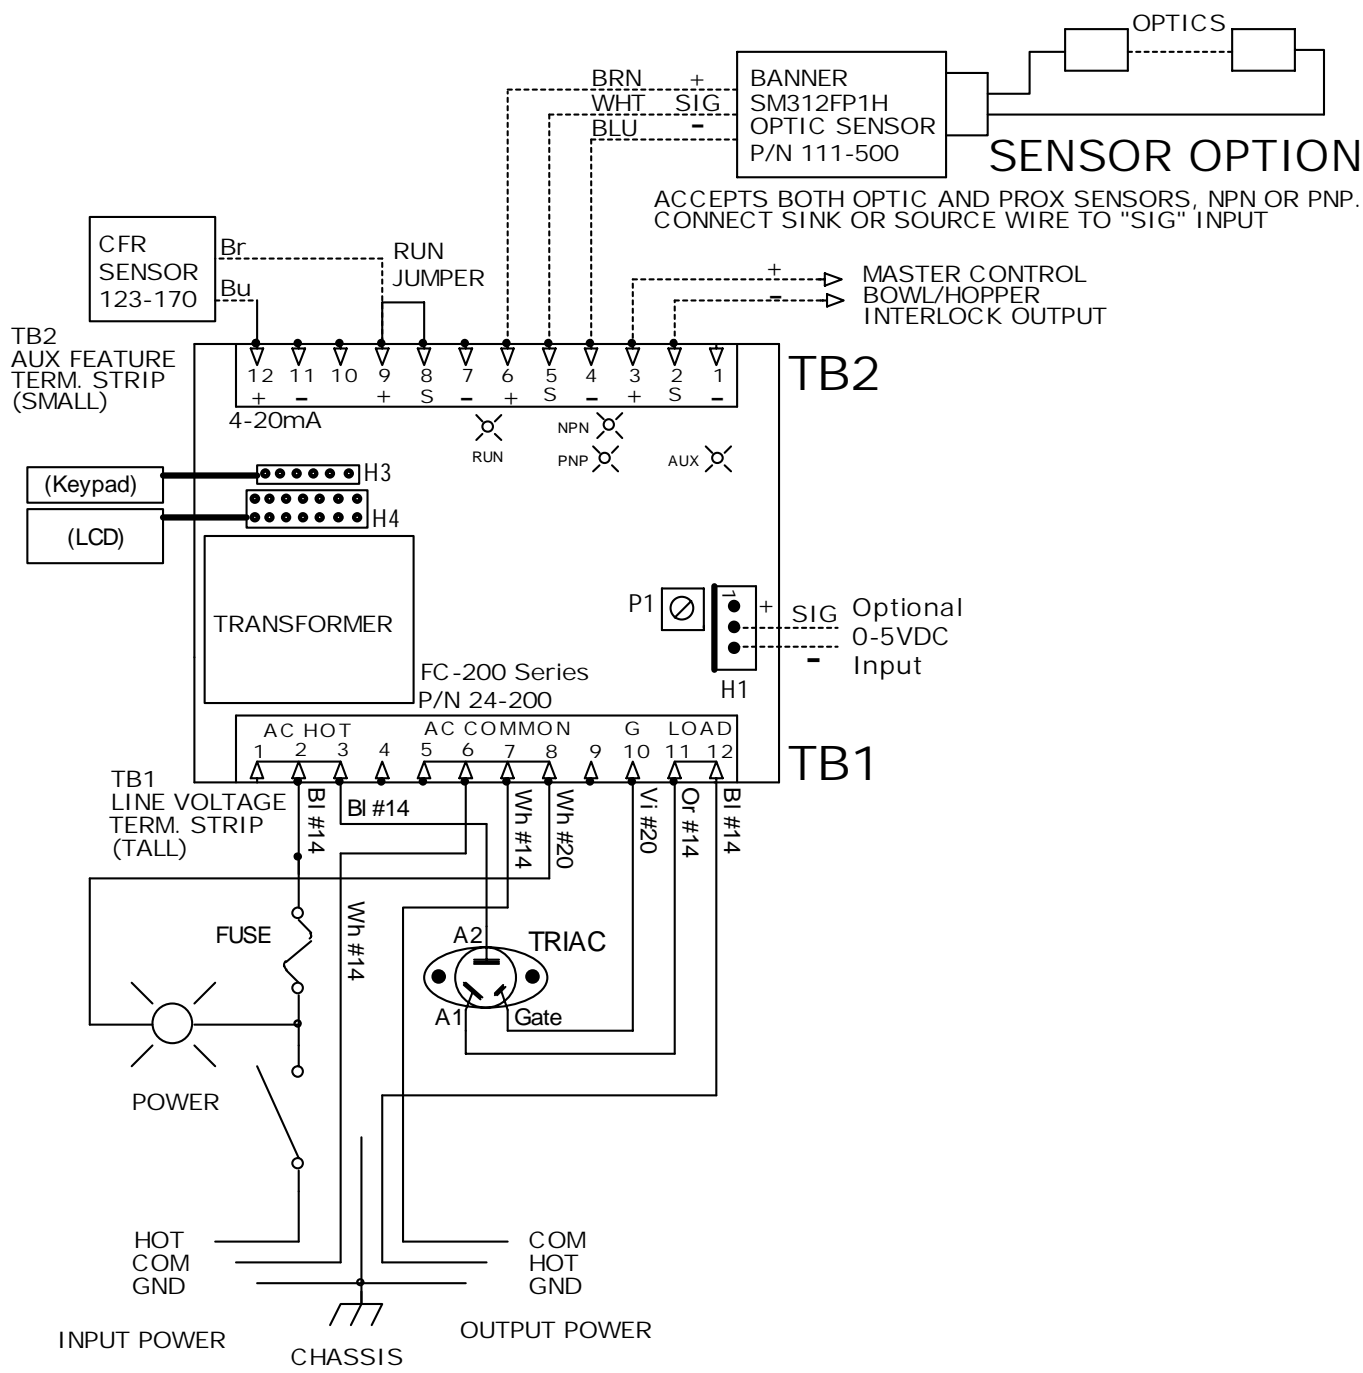 OPTICS
BRN +
WHT SIG
BLU -
BANNER
SM312FP1H
OPTIC SENSOR
P/N 111-500
SENSOR OPTION
ACCEPTS BOTH OPTIC AND PROX SENSORS, NPN OR PNP.
CONNECT SINK OR SOURCE WIRE TO "SIG" INPUT
CFR
SENSOR
123-170
Br
Bu
RUN
JUMPER
+
-
MASTER CONTROL
BOWL/HOPPER
INTERLOCK OUTPUT
TB2
AUX FEATURE
TERM. STRIP
(SMALL)
12 11 10 9 8 7 6 5 4 3 2 1
+ - + S - + S - + S -
TB2
4-20mA
RUN
NPN
PNP
AUX
(Keypad)
H3
(LCD)
H4
TRANSFORMER
P1
1
+
SIG
-
Optional
0-5VDC
Input
H1
FC-200 Series
P/N 24-200
AC HOT AC COMMON G LOAD
1 2 3 4 5 6 7 8 9 10 11 12
TB1
TB1
LINE VOLTAGE
TERM. STRIP
(TALL)
Bl #14
Bl #14
Wh #14
Wh #20
Vi #20
Or #14
Bl #14
Wh #14
FUSE
A2
TRIAC
A1
Gate
POWER
HOT
COM
GND
INPUT POWER
COM
HOT
GND
OUTPUT POWER
CHASSIS